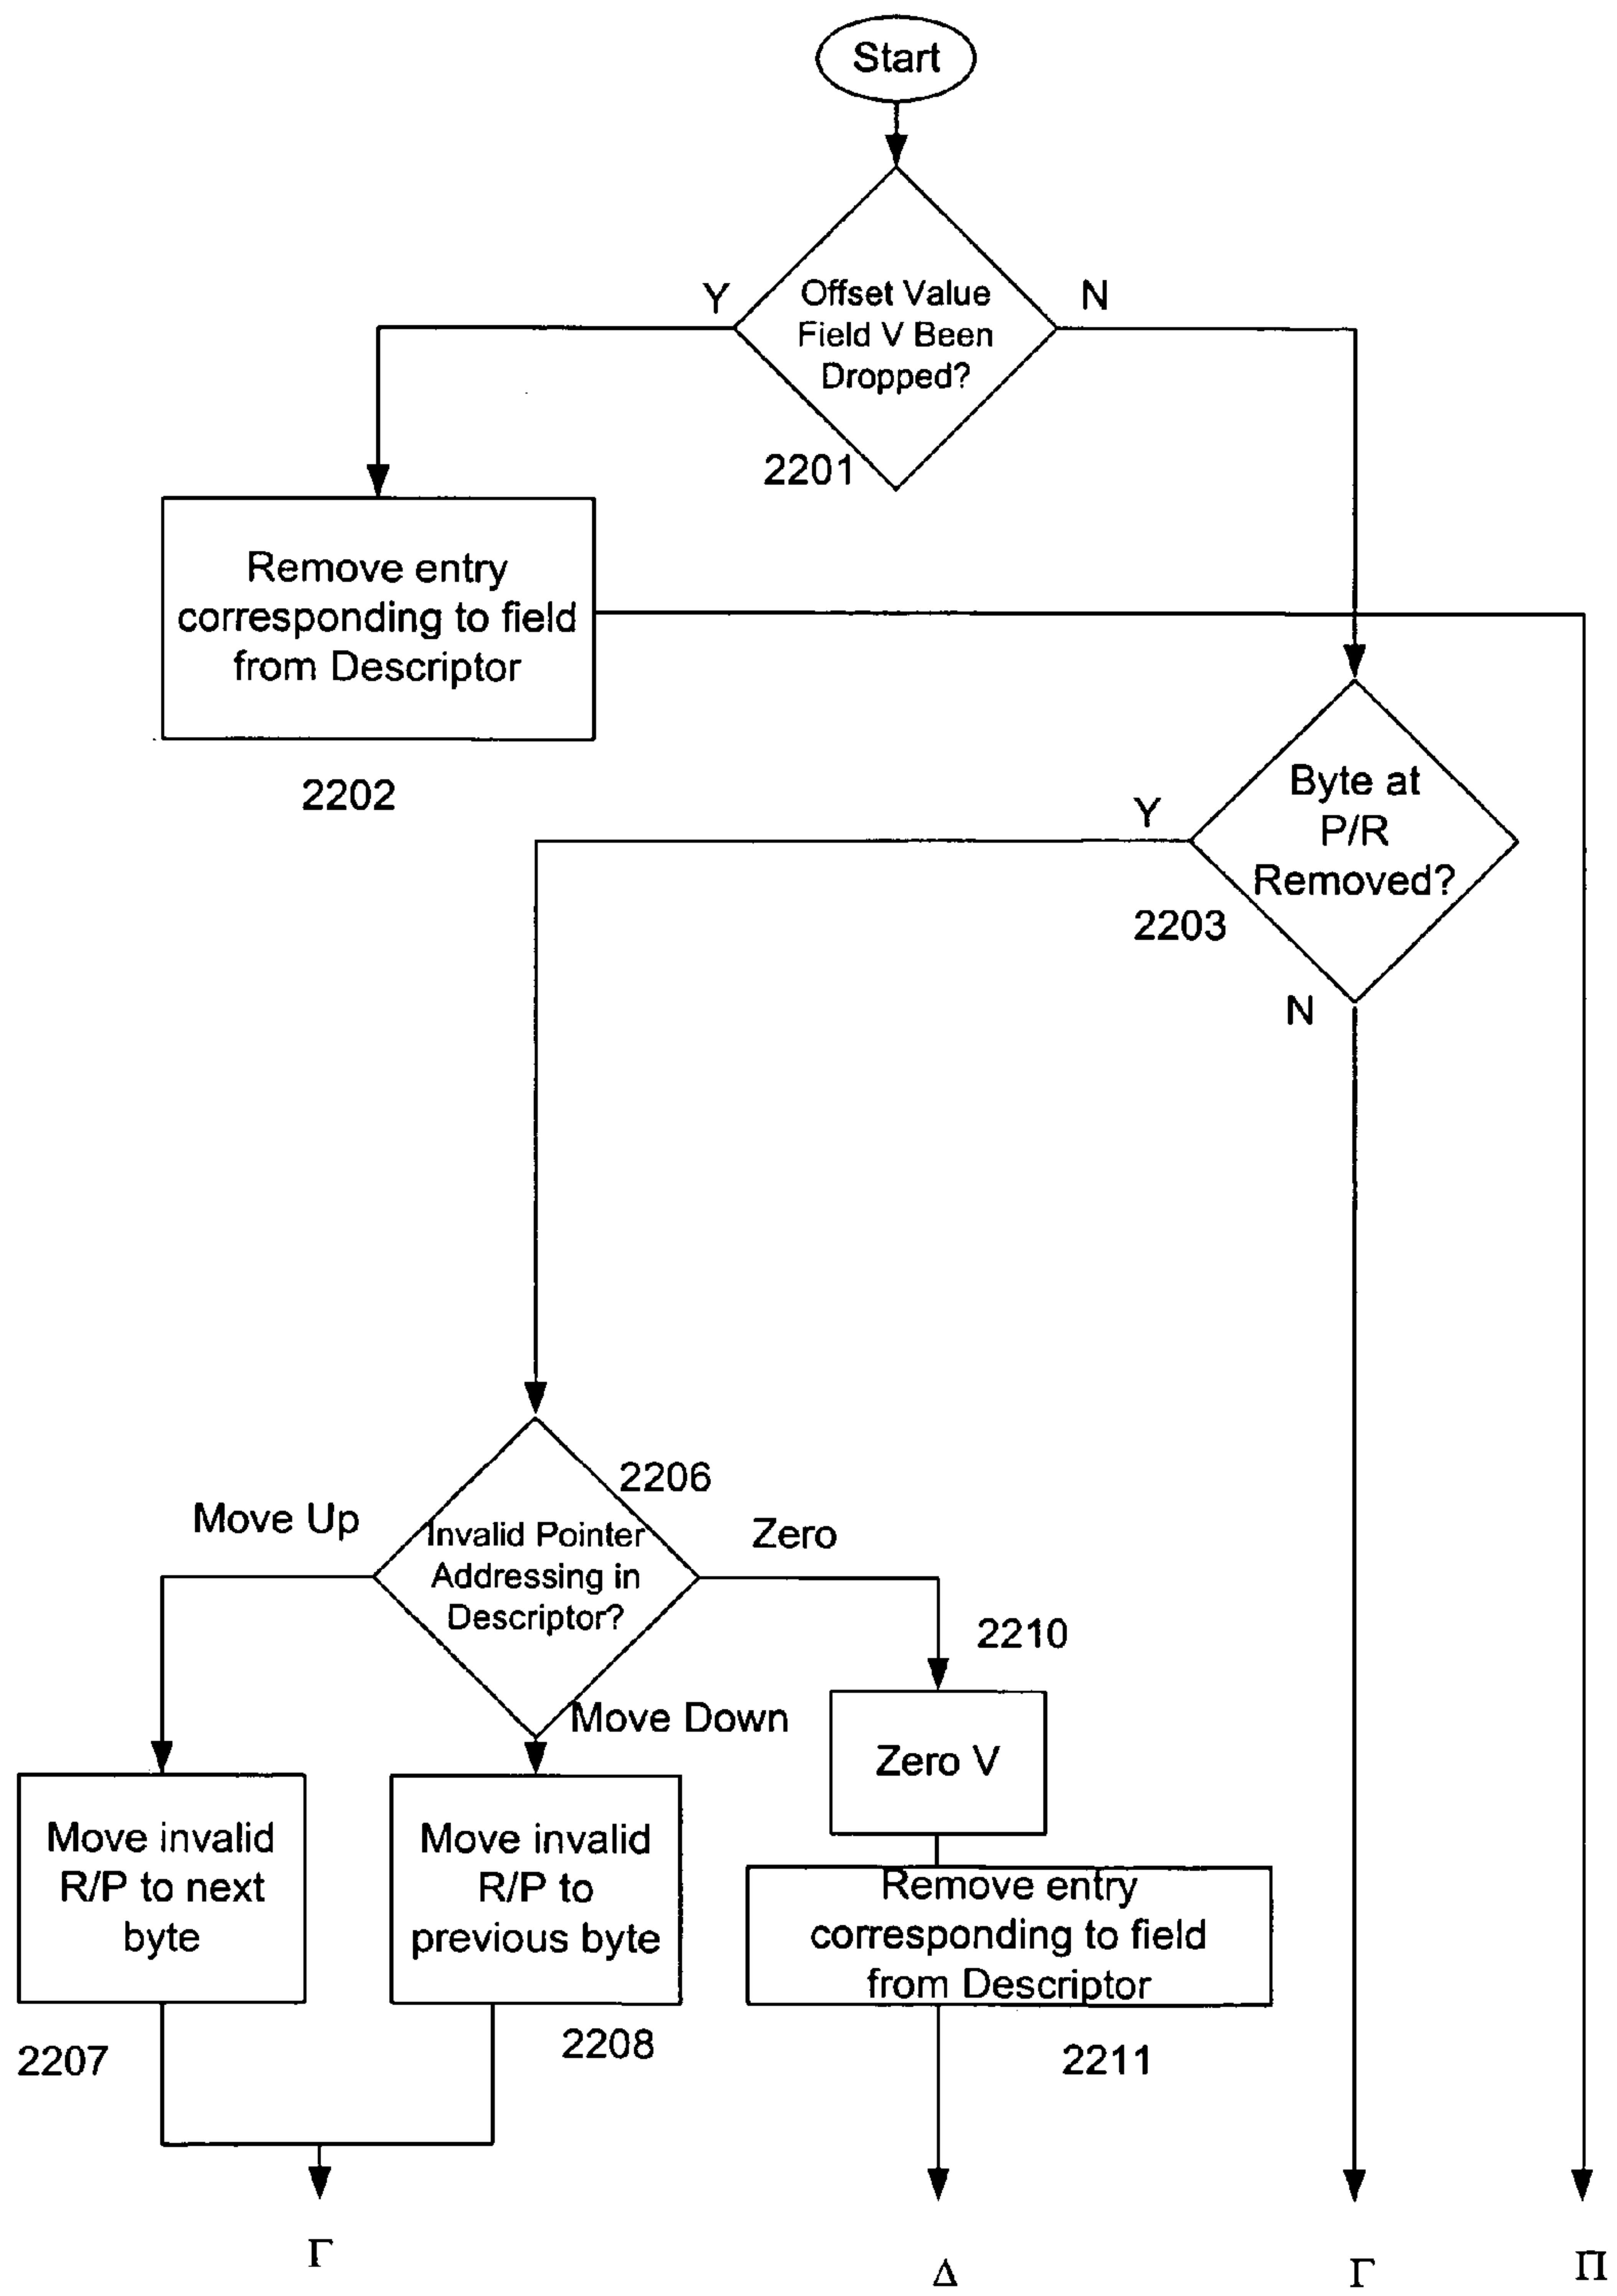 Start
Y
N
Offset Value
Field V Been
Dropped?
2201
Remove entry
corresponding to field
from Descriptor
2202
Byte at
P/R
Removed?
Y
2203
N
2206
Move Up
Invalid Pointer
Addressing in
Descriptor?
Zero
2210
Move Down
Zero V
Move invalid
R/P to next
byte
Move invalid
R/P to
previous byte
Remove entry
corresponding to field
from Descriptor
2207
2208
2211
Γ
Δ
Γ
Π